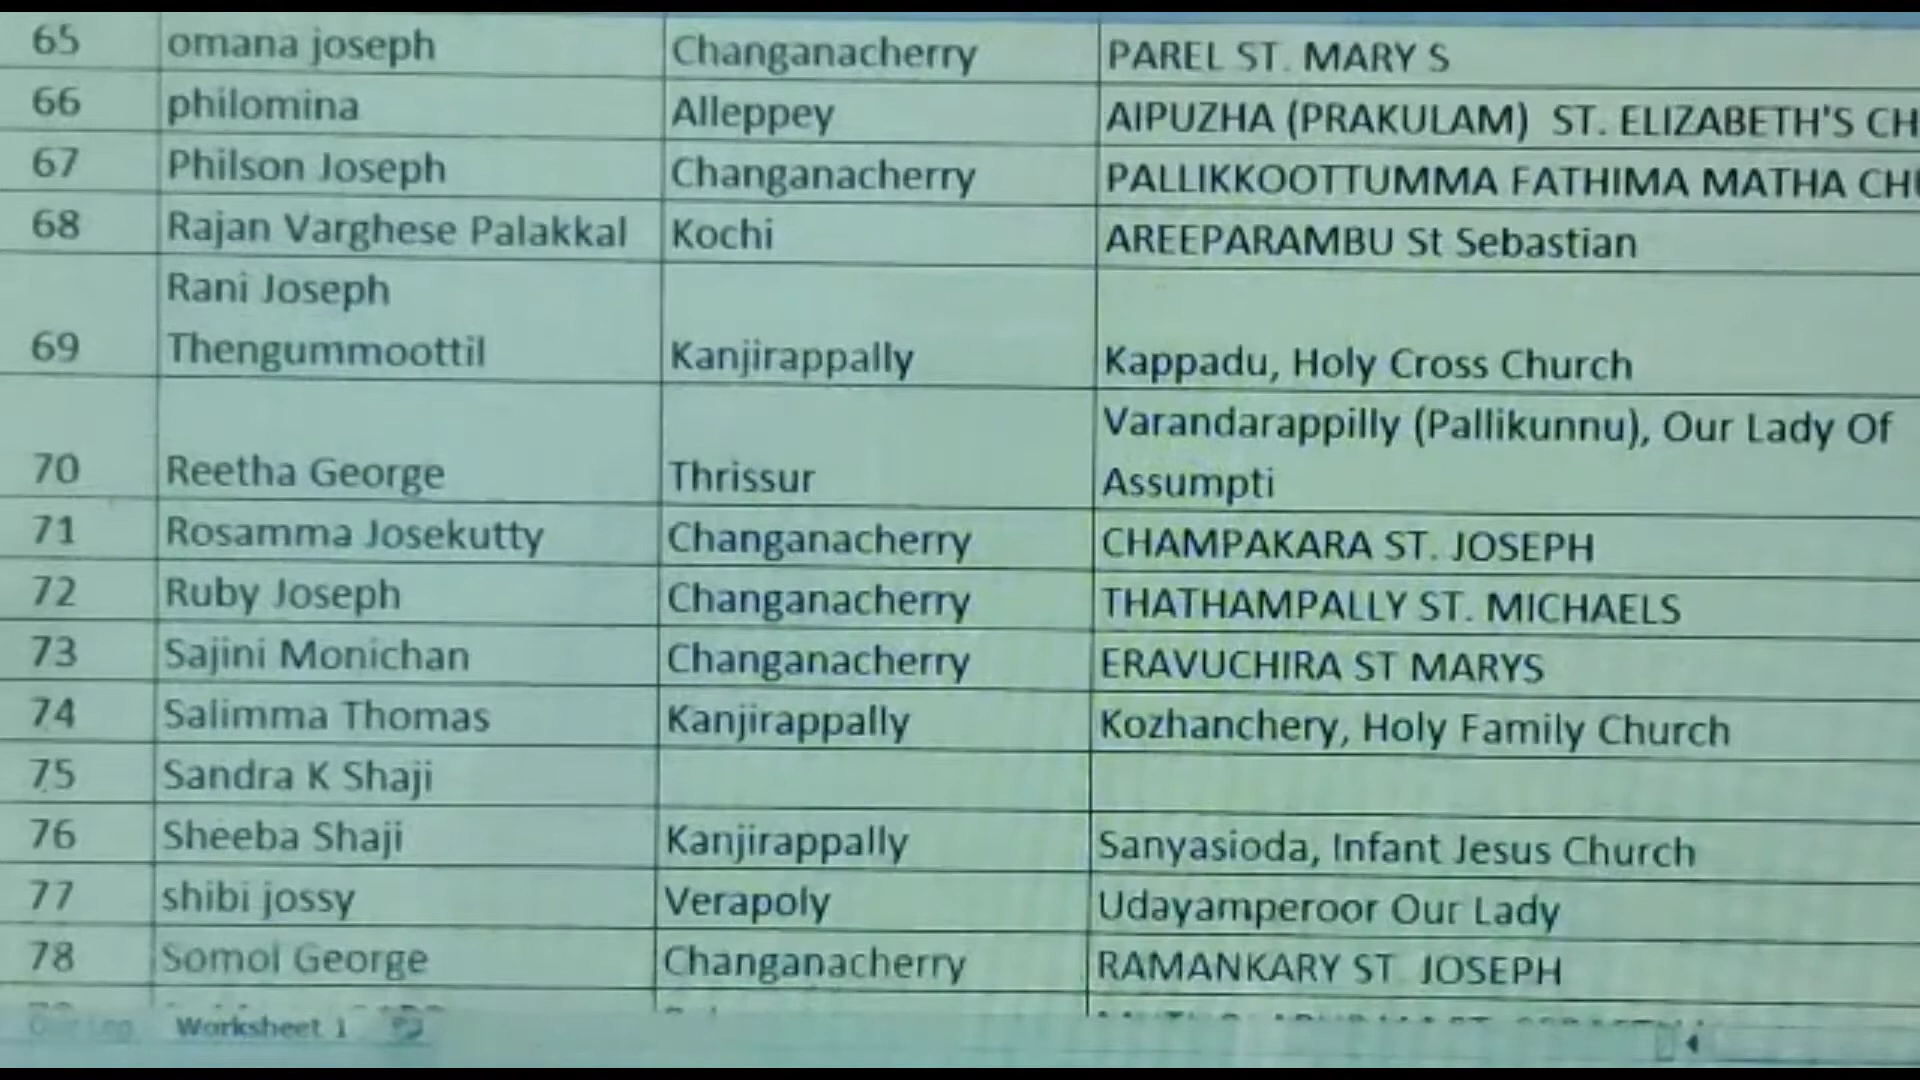 65 omana joseph Changanacherry PAREL ST. MARY S
66 philomina Alleppey AIPUZHA (PRAKULAM) ST. ELIZABETH'S CH
67 Philson Joseph Changanacherry PALLIKKOOTTUMMA FATHIMA MATHA CHU
68 Rajan Varghese Palakkal Kochi AREEPARAMBU St Sebastian
Rani Joseph
69 Thengummoottil Kanjirappally Kappadu, Holy Cross Church
Varandarappilly (Pallikunnu), Our Lady Of
70 Reetha George Thrissur Assumpti
71 Rosamma Josekutty Changanacherry CHAMPAKARA ST. JOSEPH
72 Ruby Joseph Changanacherry THATHAMPALLY ST. MICHAELS
73 Sajini Monichan Changanacherry ERAVUCHIRA ST MARYS
74 Salimma Thomas Kanjirappally Kozhanchery, Holy Family Church
75 Sandra K Shaji
76 Sheeba Shaji Kanjirappally Sanyasioda, Infant Jesus Church
77 shibi jossy Verapoly Udayamperoor Our Lady
78 Somol George Changanacherry RAMANKARY ST JOSEPH
Worksheet 1